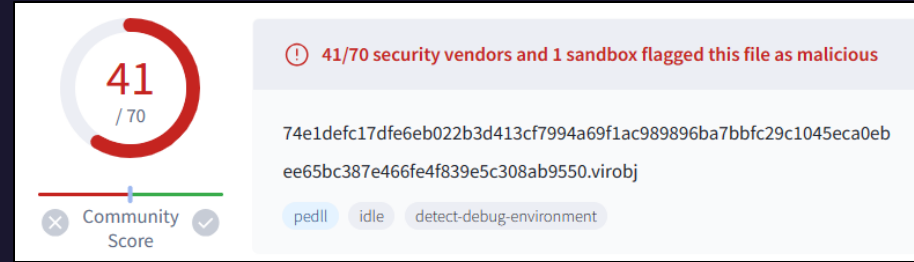 41
/ 70
Community
Score
41/70 security vendors and 1 sandbox flagged this file as malicious
74e1defc17dfe6eb022b3d413cf7994a69f1ac989896ba7bbfc29c1045eca0eb
ee65bc387e466fe4f839e5c308ab9550.virobj
pedll idle detect-debug-environment